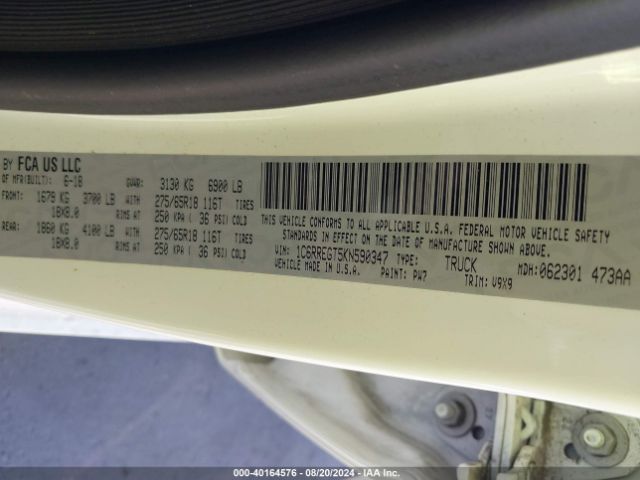 BY FCA US LLC
OF MFR(BUILT): 6-18 GVWR: 3130 KG 6900 LB
FRONT: 1679 KG 3700 LB WITH 275/65R18 116T TIRES
18X8.0 RIMS AT 250 KPA ( 36 PSI) COLD
REAR: 1860 KG 4100 LB WITH 275/65R18 116T TIRES
18X8.0 RIMS AT 250 KPA ( 36 PSI) COLD
THIS VEHICLE CONFORMS TO ALL APPLICABLE U.S.A. FEDERAL MOTOR VEHICLE SAFETY
STANDARDS IN EFFECT ON THE DATE OF MANUFACTURE SHOWN ABOVE.
VIN: 1C6RREGT5KN590347 TYPE: TRUCK MDH:062301 473AA
VEHICLE MADE IN U.S.A. PAINT: PW7 TRIM: V9X9
000-40164576 - 08/20/2024 - IAA Inc.